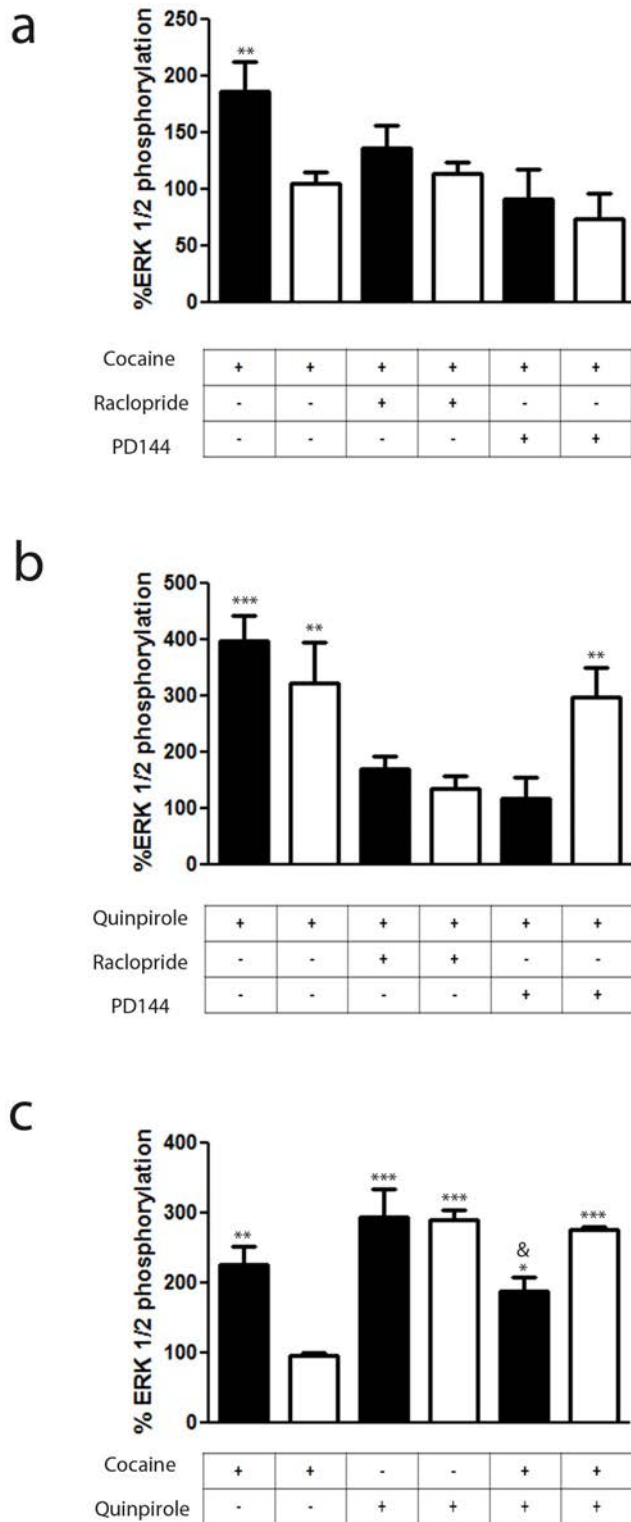 a
%ERK 1/2 phosphorylation
250
200
150
100
50
0
**
Cocaine + + + + + +
Raclopride - - + + - -
PD144 - - - - + +
b
%ERK 1/2 phosphorylation
500
400
300
200
100
0
*** ** **
Quinpirole + + + + + +
Raclopride - - + + - -
PD144 - - - - + +
c
% ERK 1/2 phosphorylation
400
300
200
100
0
** *** *** & * ***
Cocaine + + - - + +
Quinpirole - - + + + +